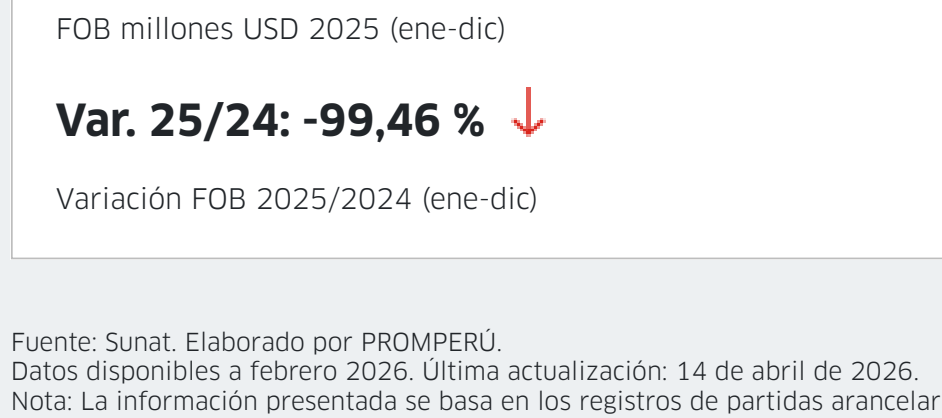 FOB millones USD 2025 (ene-dic)
Var. 25/24: -99,46 %
Variación FOB 2025/2024 (ene-dic)
Fuente: Sunat. Elaborado por PROMPERÚ.
Datos disponibles a febrero 2026. Última actualización: 14 de abril de 2026.
Nota: La información presentada se basa en los registros de partidas arancelar